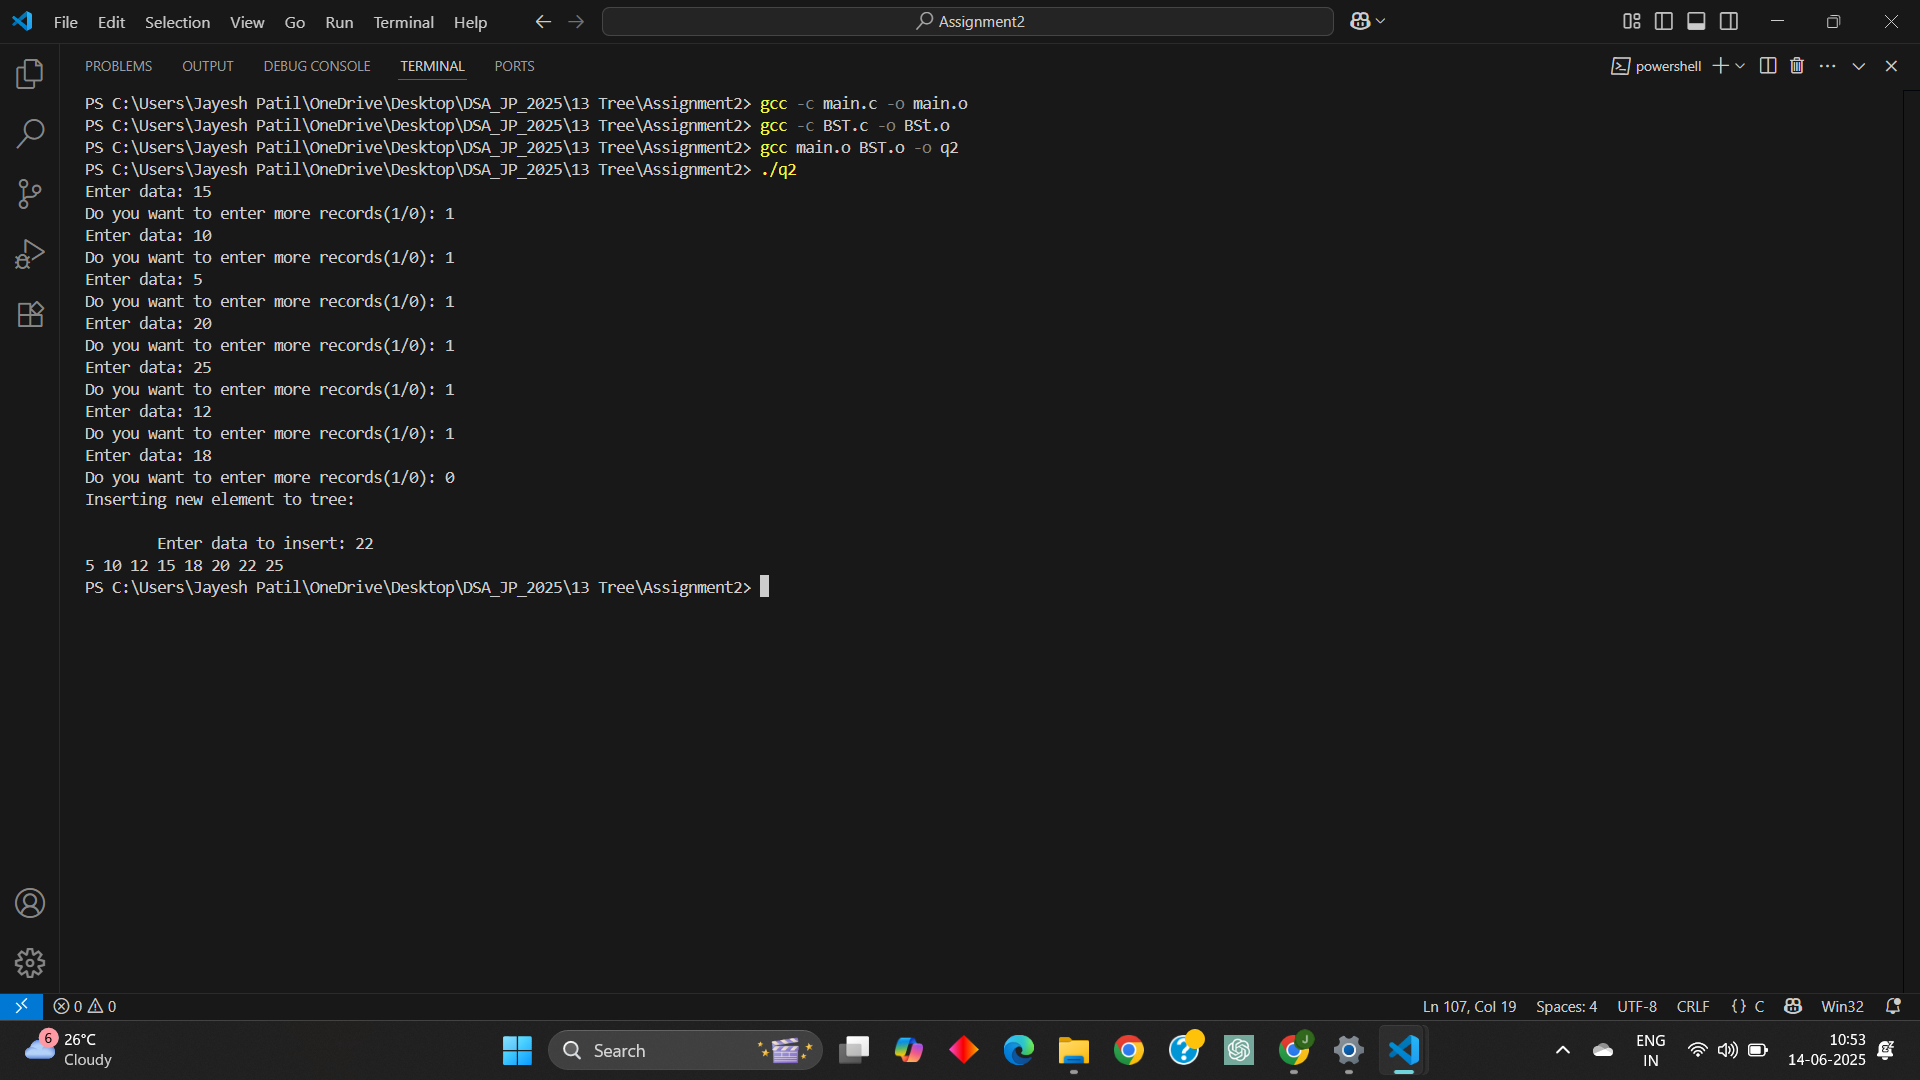 File Edit Selection View Go Run Terminal Help Assignment2
PROBLEMS OUTPUT DEBUG CONSOLE TERMINAL PORTS powershell
PS C:\Users\Jayesh Patil\OneDrive\Desktop\DSA_JP_2025\13 Tree\Assignment2> gcc -c main.c -o main.o
PS C:\Users\Jayesh Patil\OneDrive\Desktop\DSA_JP_2025\13 Tree\Assignment2> gcc -c BST.c -o BSt.o
PS C:\Users\Jayesh Patil\OneDrive\Desktop\DSA_JP_2025\13 Tree\Assignment2> gcc main.o BST.o -o q2
PS C:\Users\Jayesh Patil\OneDrive\Desktop\DSA_JP_2025\13 Tree\Assignment2> ./q2
Enter data: 15
Do you want to enter more records(1/0): 1
Enter data: 10
Do you want to enter more records(1/0): 1
Enter data: 5
Do you want to enter more records(1/0): 1
Enter data: 20
Do you want to enter more records(1/0): 1
Enter data: 25
Do you want to enter more records(1/0): 1
Enter data: 12
Do you want to enter more records(1/0): 1
Enter data: 18
Do you want to enter more records(1/0): 0
Inserting new element to tree:
Enter data to insert: 22
5 10 12 15 18 20 22 25
PS C:\Users\Jayesh Patil\OneDrive\Desktop\DSA_JP_2025\13 Tree\Assignment2>
0 0 Ln 107, Col 19 Spaces: 4 UTF-8 CRLF {} C Win32
6 26°C Search J ENG 10:53
Cloudy IN 14-06-2025